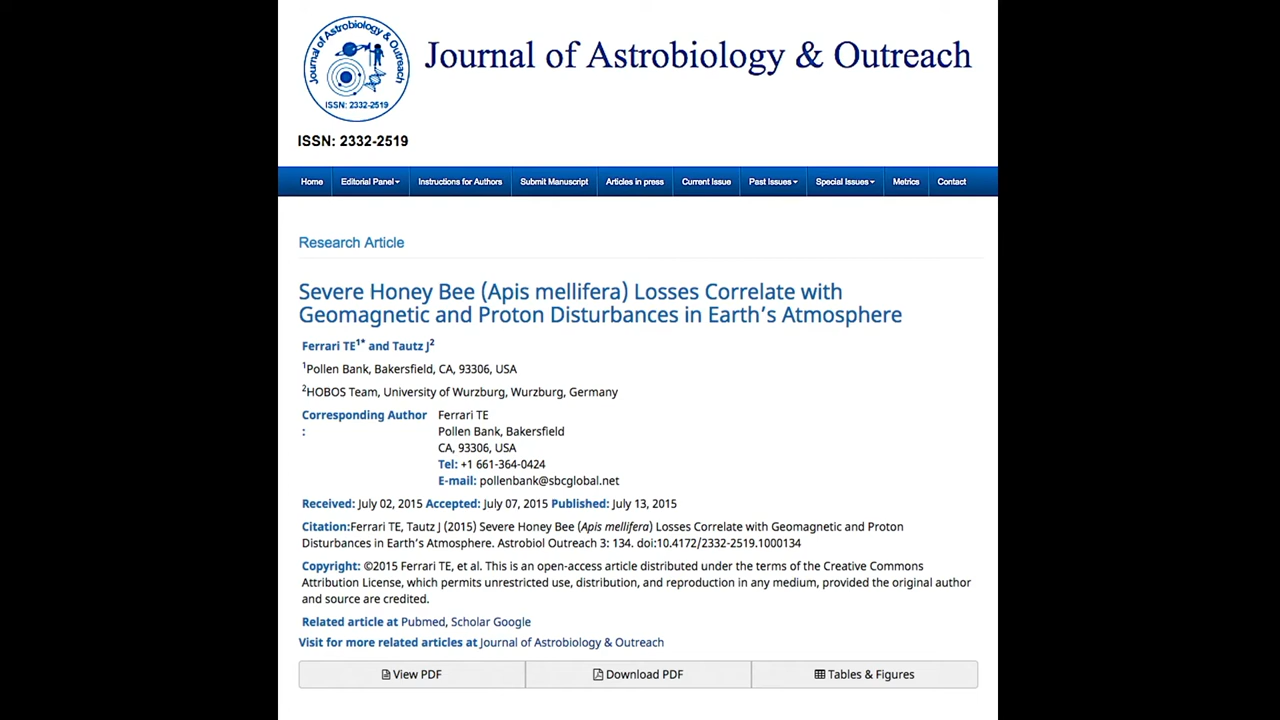 Journal of Astrobiology & Outreach
ISSN: 2332-2519
Journal of Astrobiology & Outreach
ISSN: 2332-2519
Home Editorial Panel Instructions for Authors Submit Manuscript Articles in press Current Issue Past Issues Special Issues Metrics Contact
Research Article
Severe Honey Bee (Apis mellifera) Losses Correlate with
Geomagnetic and Proton Disturbances in Earth’s Atmosphere
Ferrari TE1* and Tautz J2
1Pollen Bank, Bakersfield, CA, 93306, USA
2HOBOS Team, University of Wurzburg, Wurzburg, Germany
Corresponding Author Ferrari TE
: Pollen Bank, Bakersfield
CA, 93306, USA
Tel: +1 661-364-0424
E-mail: pollenbank@sbcglobal.net
Received: July 02, 2015 Accepted: July 07, 2015 Published: July 13, 2015
Citation:Ferrari TE, Tautz J (2015) Severe Honey Bee (Apis mellifera) Losses Correlate with Geomagnetic and Proton
Disturbances in Earth’s Atmosphere. Astrobiol Outreach 3: 134. doi:10.4172/2332-2519.1000134
Copyright: ©2015 Ferrari TE, et al. This is an open-access article distributed under the terms of the Creative Commons
Attribution License, which permits unrestricted use, distribution, and reproduction in any medium, provided the original author
and source are credited.
Related article at Pubmed, Scholar Google
Visit for more related articles at Journal of Astrobiology & Outreach
View PDF Download PDF Tables & Figures